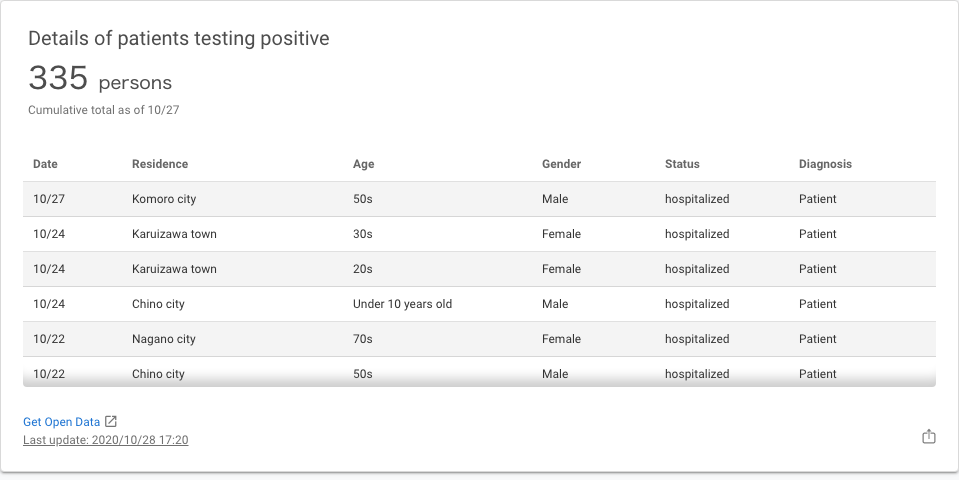 Details of patients testing positive
335 persons
Cumulative total as of 10/27
Date Residence Age Gender Status Diagnosis
10/27 Komoro city 50s Male hospitalized Patient
10/24 Karuizawa town 30s Female hospitalized Patient
10/24 Karuizawa town 20s Female hospitalized Patient
10/24 Chino city Under 10 years old Male hospitalized Patient
10/22 Nagano city 70s Female hospitalized Patient
10/22 Chino city 50s Male hospitalized Patient
Get Open Data
Last update: 2020/10/28 17:20